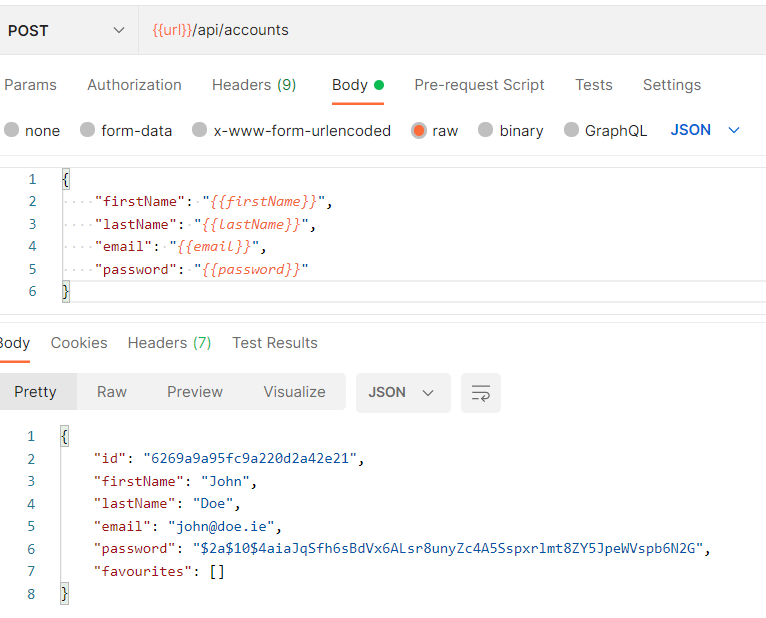 POST {{url}}/api/accounts
Params Authorization Headers (9) Body Pre-request Script Tests Settings
none form-data x-www-form-urlencoded raw binary GraphQL JSON
1 {
2 "firstName": "{{firstName}}",
3 "lastName": "{{lastName}}",
4 "email": "{{email}}",
5 "password": "{{password}}"
6 }
Body Cookies Headers (7) Test Results
Pretty Raw Preview Visualize JSON
1 {
2 "id": "6269a9a95fc9a220d2a42e21",
3 "firstName": "John",
4 "lastName": "Doe",
5 "email": "john@doe.ie",
6 "password": "$2a$10$4aiaJqSfh6sBdVx6ALsr8unyZc4A5Sspxrlmt8ZY5JpeWVspb6N2G",
7 "favourites": []
8 }